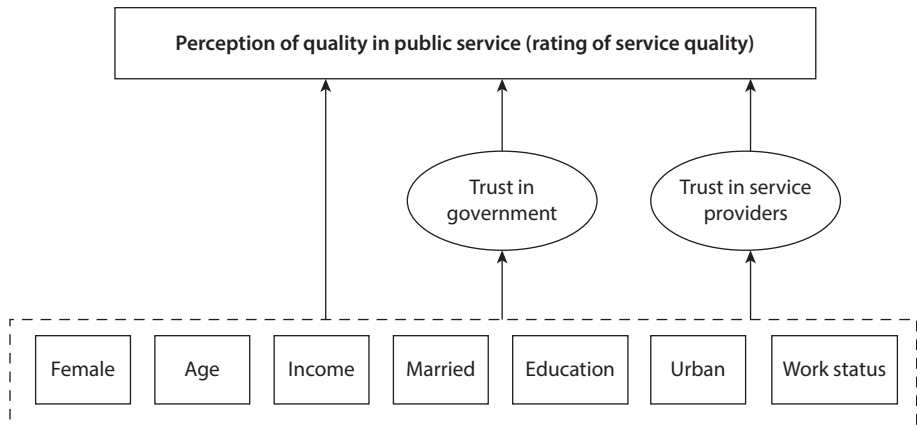 Perception of quality in public service (rating of service quality)
Trust in
government
Trust in service
providers
Female
Age
Income
Married
Education
Urban
Work status